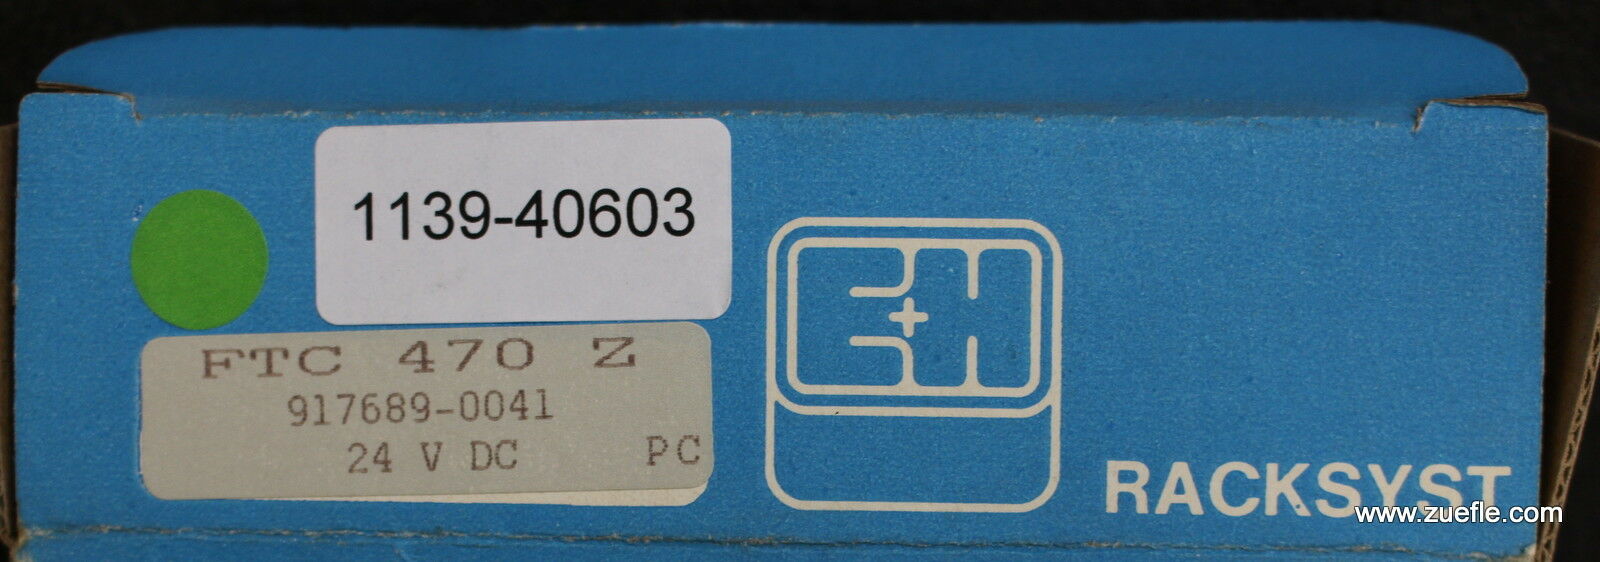 1139-40603
FTC 470 Z
917689-0041
24 V DC PC
E+H
RACKSYST
www.zuefle.com